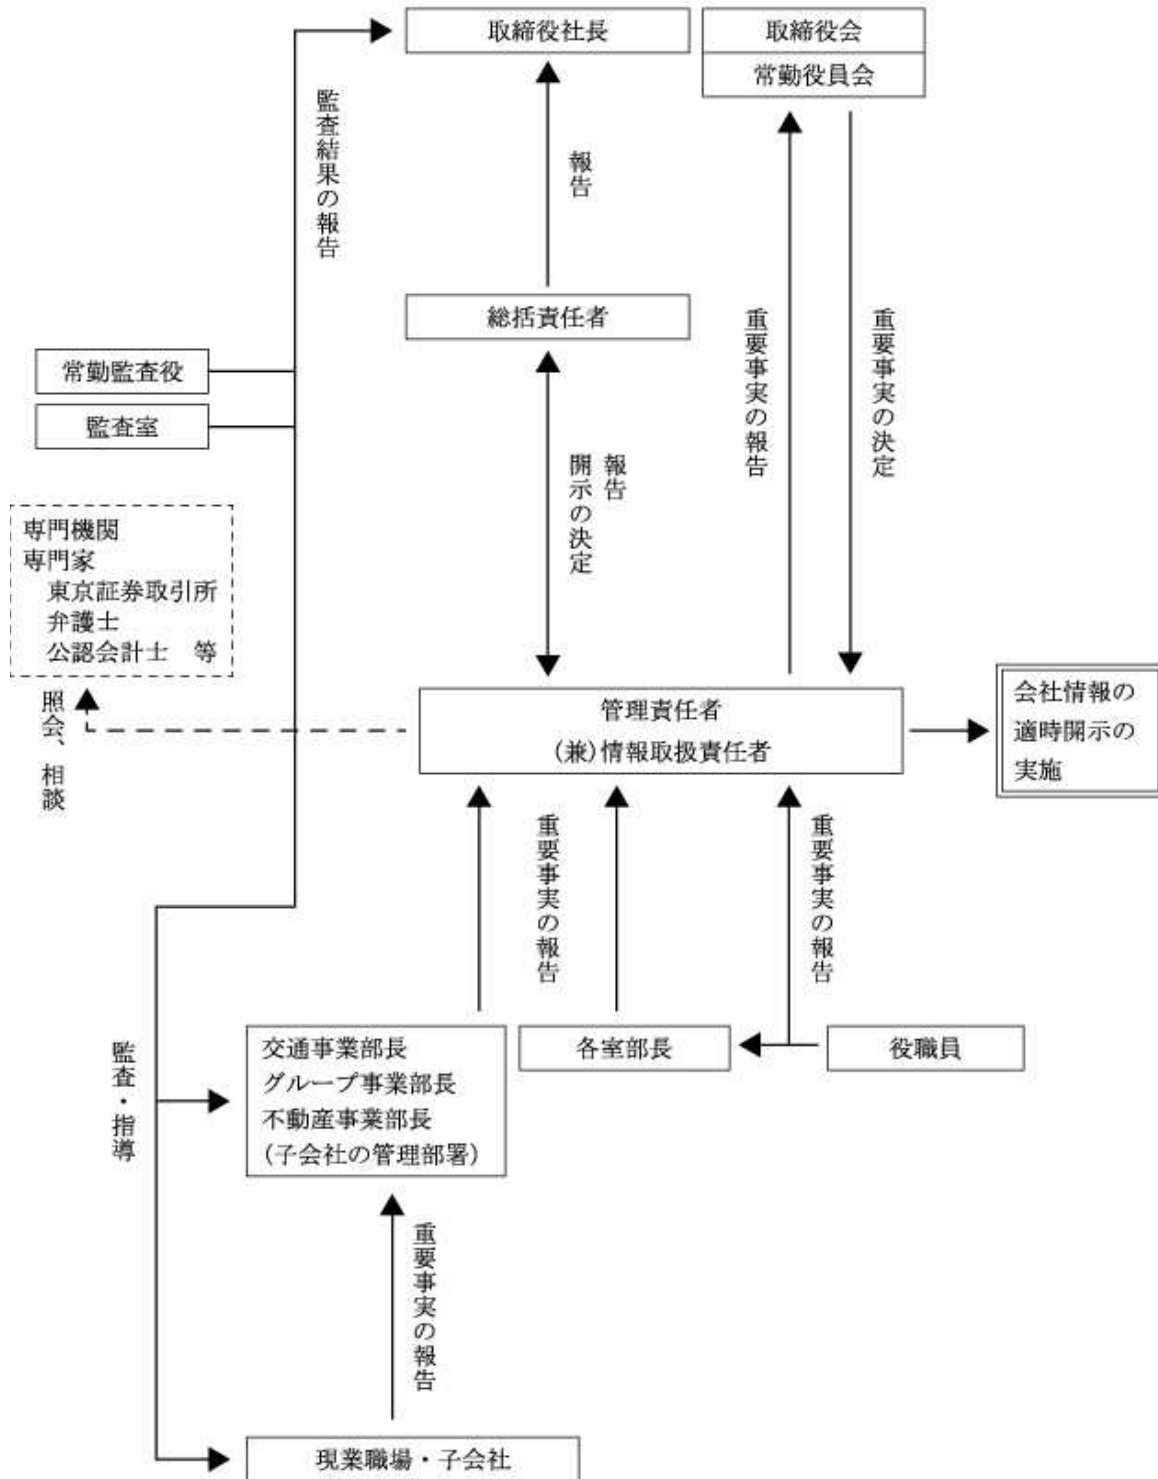 取締役社長
取締役会
常勤役員会
監査結果の報告
報告
総括責任者
重要事実の報告
重要事実の決定
常勤監査役
監査室
報告
開示の決定
専門機関
専門家
東京証券取引所
弁護士
公認会計士 等
照会、相談
管理責任者
(兼)情報取扱責任者
会社情報の
適時開示の
実施
重要事実の報告
重要事実の報告
監査・指導
交通事業部長
グループ事業部長
不動産事業部長
(子会社の管理部署)
各室部長
役職員
重要事実の報告
現業職場・子会社